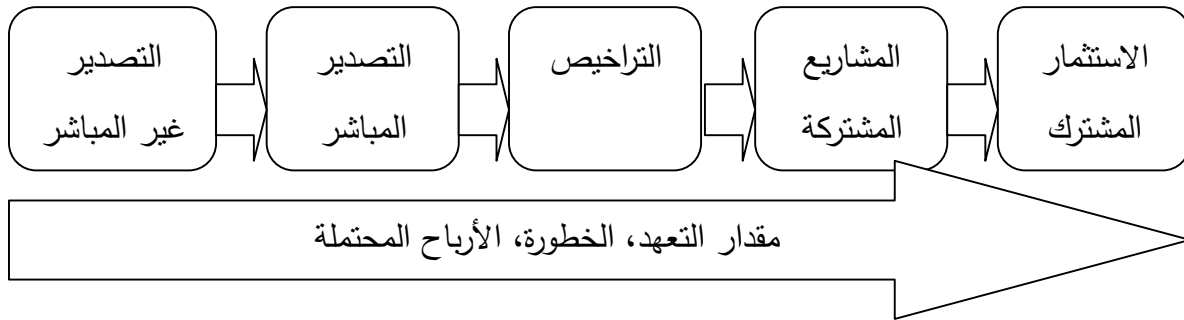 التصدير
غير المباشر
التصدير
المباشر
التراخيص
المشاريع
المشتركة
الاستثمار
المشترك
مقدار التعهد، الخطورة، الأرباح المحتملة